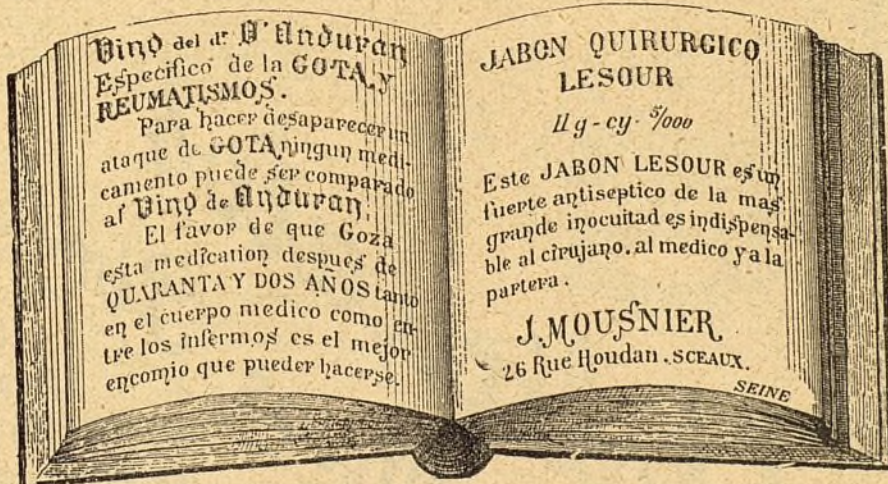 Vino del dr. D'Anduran
Especifico de la GOTA y
REUMATISMOS.
Para hacer desaparecer un
ataque de GOTA, ningun medi-
camento puede ser comparado
al Vino de Anduran.
El favor de que Goza
esta medication despues de
QUARANTA Y DOS AÑOS tanto
en el cuerpo medico como en-
tre los infermos es el mejor
encomio que pueder hacerse.
JABON QUIRURGICO
LESOUR
Hg-cy. 5/000
Este JABON LESOUR es un
fuerte antiseptico de la mas
grande inocuitad es indispensa-
ble al cirujano, al medico y a la
partera.
J. MOUSNIER
26 Rue Houdan. SCEAUX.
SEINE